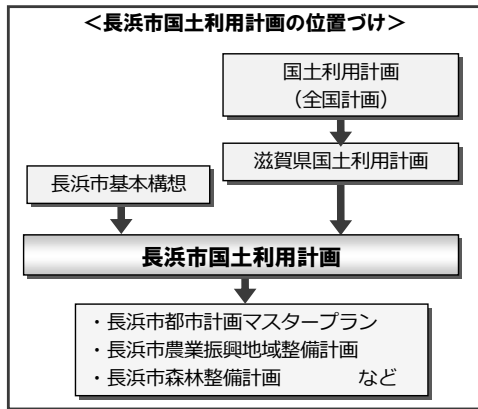 ＜長浜市国土利用計画の位置づけ＞
国土利用計画
（全国計画）
滋賀県国土利用計画
長浜市基本構想
長浜市国土利用計画
・長浜市都市計画マスタープラン
・長浜市農業振興地域整備計画
・長浜市森林整備計画　　　など